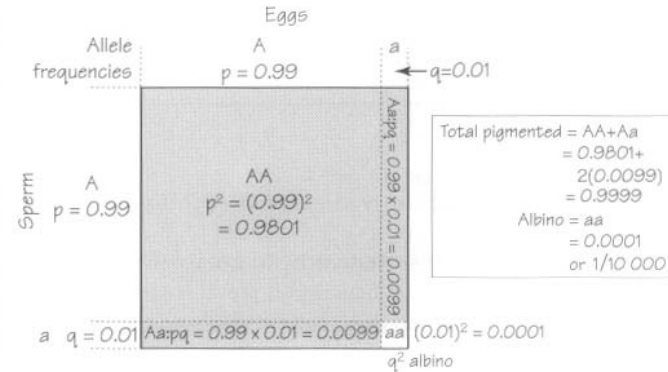 Eggs
Allele A a
frequencies p = 0.99 q=0.01
Sperm
A
p = 0.99
AA
p² = (0.99)²
= 0.9801
Aa:pq = 0.99 x 0.01 = 0.0099
a q = 0.01 Aa:pq = 0.99 x 0.01 = 0.0099 aa (0.01)² = 0.0001
q² albino
Total pigmented = AA+Aa
= 0.9801+
2(0.0099)
= 0.9999
Albino = aa
= 0.0001
or 1/10 000